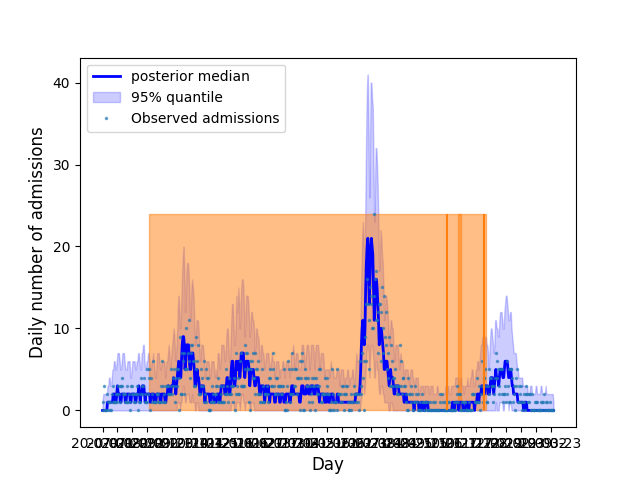 posterior median
95% quantile
Observed admissions
Daily number of admissions
40
30
20
10
0
Day